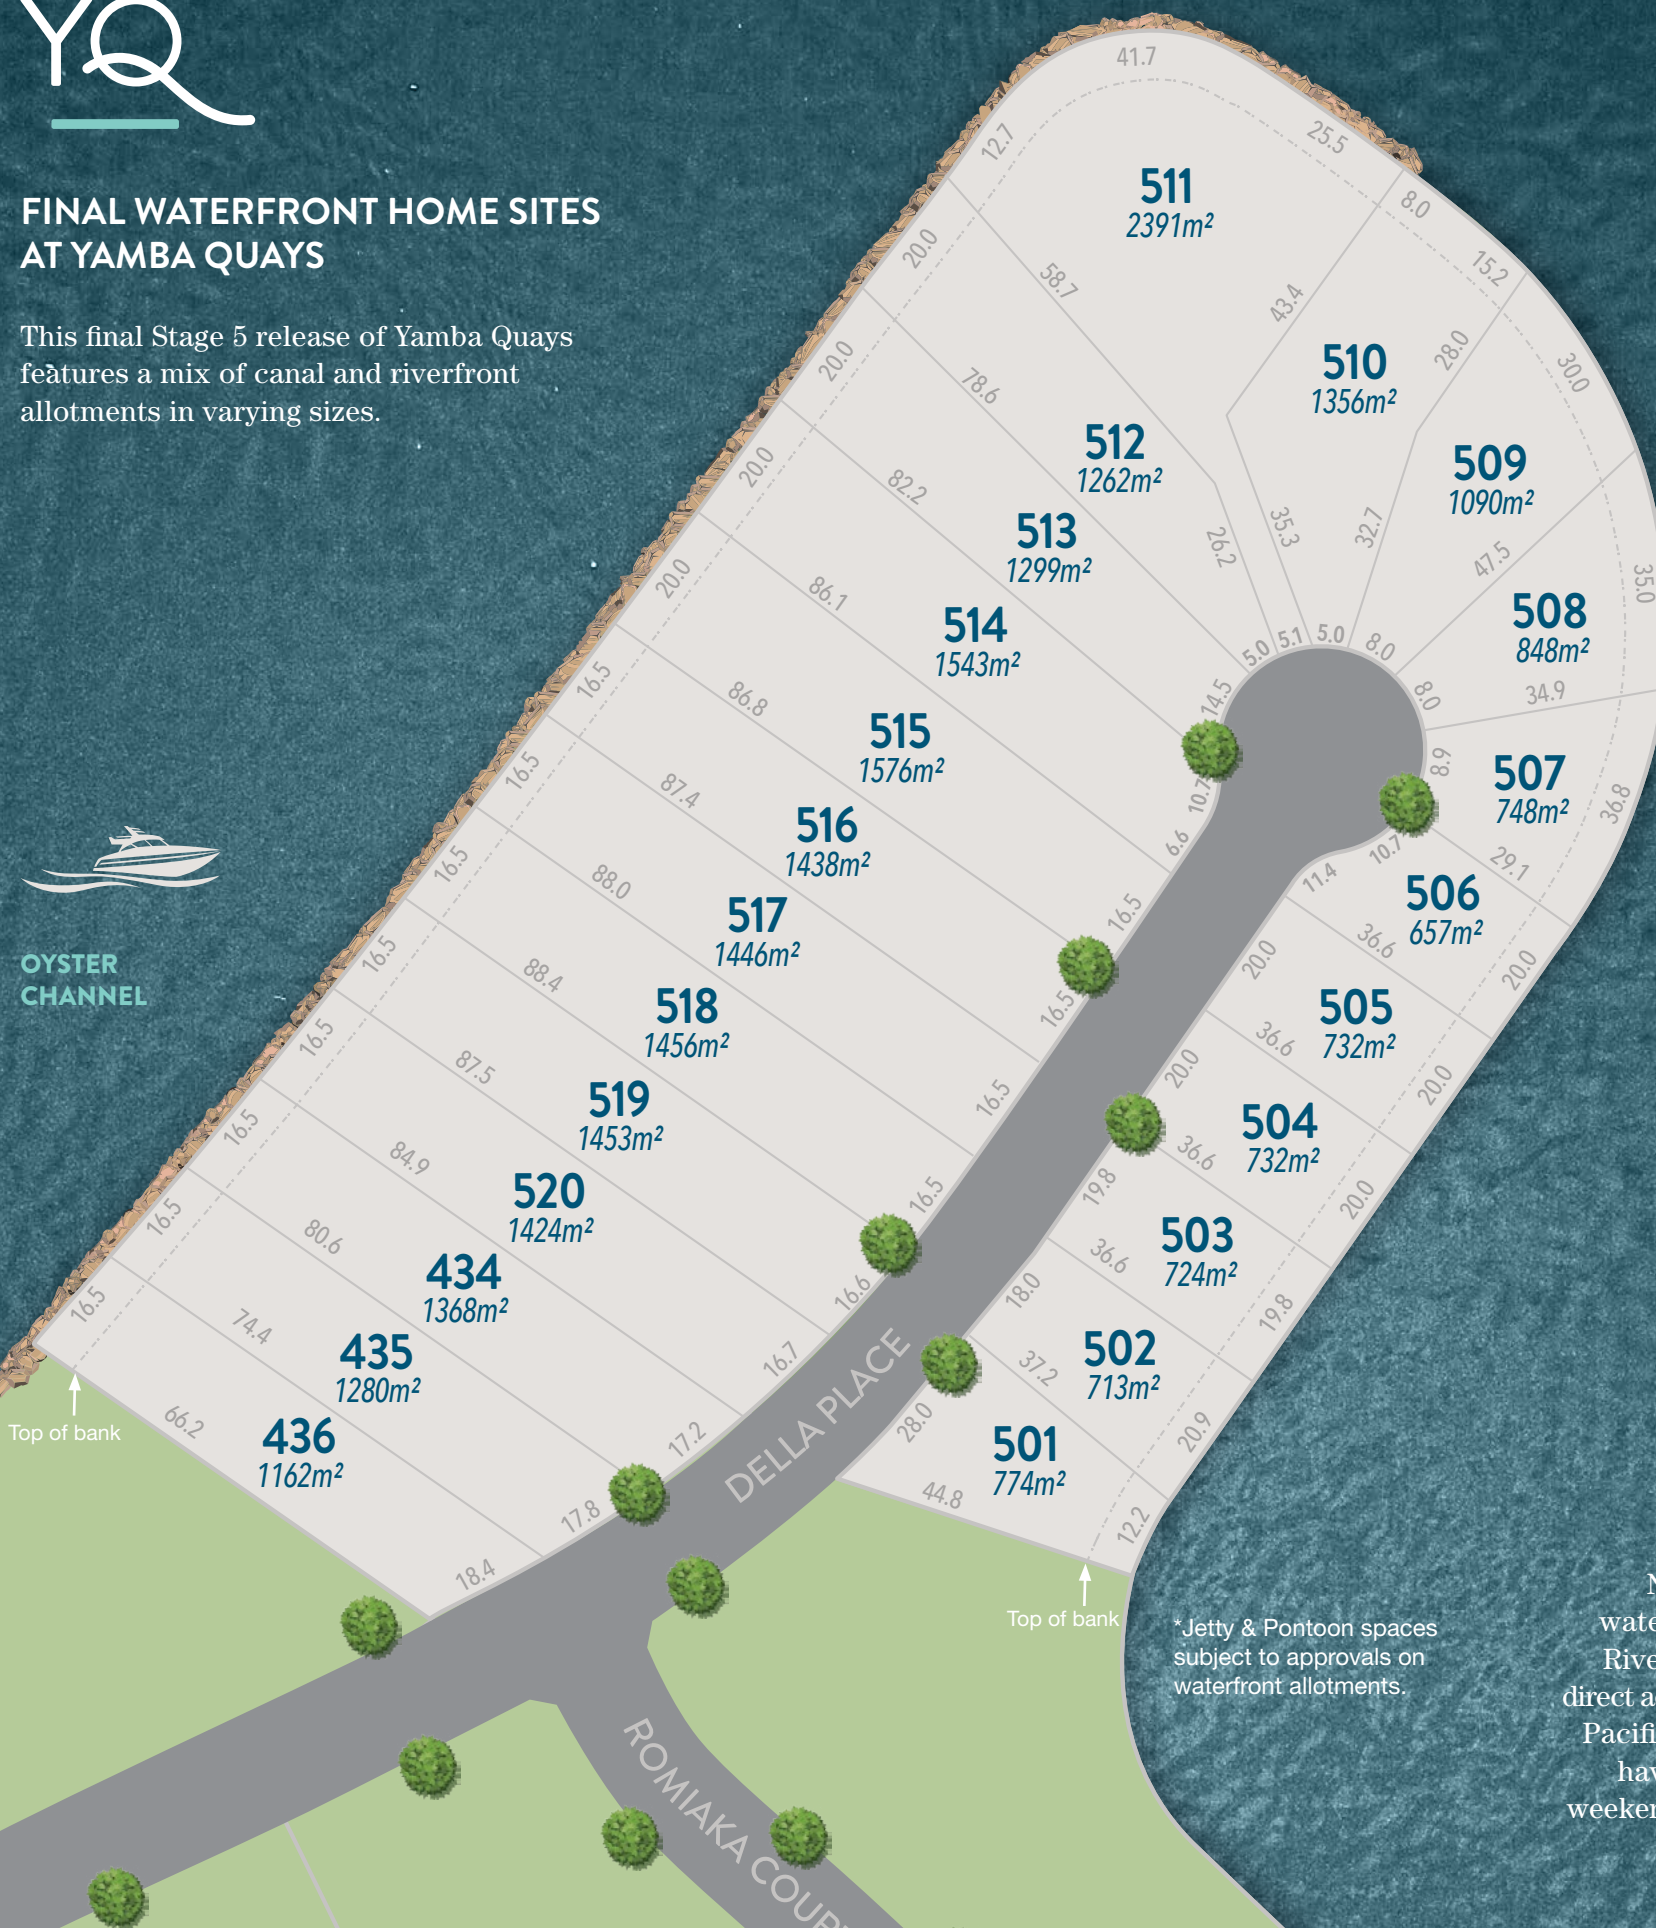 YQ
FINAL WATERFRONT HOME SITES
AT YAMBA QUAYS
This final Stage 5 release of Yamba Quays
features a mix of canal and riverfront
allotments in varying sizes.
OYSTER
CHANNEL
41.7
12.7
25.5
511
2391m²
8.0
15.2
20.0
58.7
43.4
28.0
30.0
510
1356m²
20.0
78.6
512
1262m²
509
1090m²
20.0
82.2
26.2
35.3
32.7
47.5
513
1299m²
20.0
86.1
35.0
508
848m²
514
1543m²
5.0
5.1
5.0
8.0
16.5
86.8
14.5
8.0
34.9
515
1576m²
16.5
87.4
10.7
8.9
507
748m²
36.8
516
1438m²
16.5
88.0
6.6
11.4
10.7
29.1
517
1446m²
16.5
506
657m²
16.5
88.4
16.5
20.0
36.6
20.0
518
1456m²
505
732m²
16.5
87.5
16.5
20.0
36.6
20.0
519
1453m²
504
732m²
16.5
84.9
16.5
19.8
36.6
20.0
520
1424m²
503
724m²
16.5
80.6
16.6
18.0
36.6
19.8
434
1368m²
502
713m²
16.5
74.4
16.7
37.2
20.9
435
1280m²
DELLA PLACE
Top of bank
66.2
17.2
28.0
501
774m²
436
1162m²
17.8
44.8
12.2
18.4
Top of bank
*Jetty & Pontoon spaces
subject to approvals on
waterfront allotments.
direct
ROMIAKA